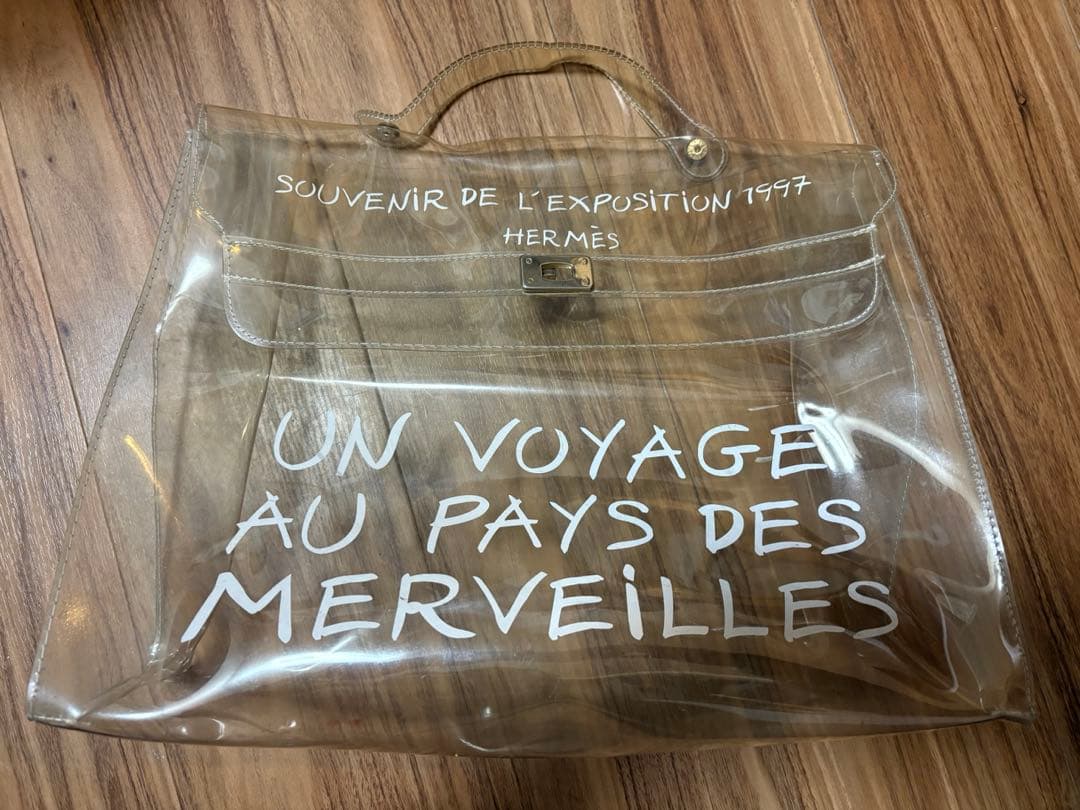 SOUVENIR DE L'EXPOSITION 1997
HERMÈS
UN VOYAGE
AU PAYS DES
MERVEILLES